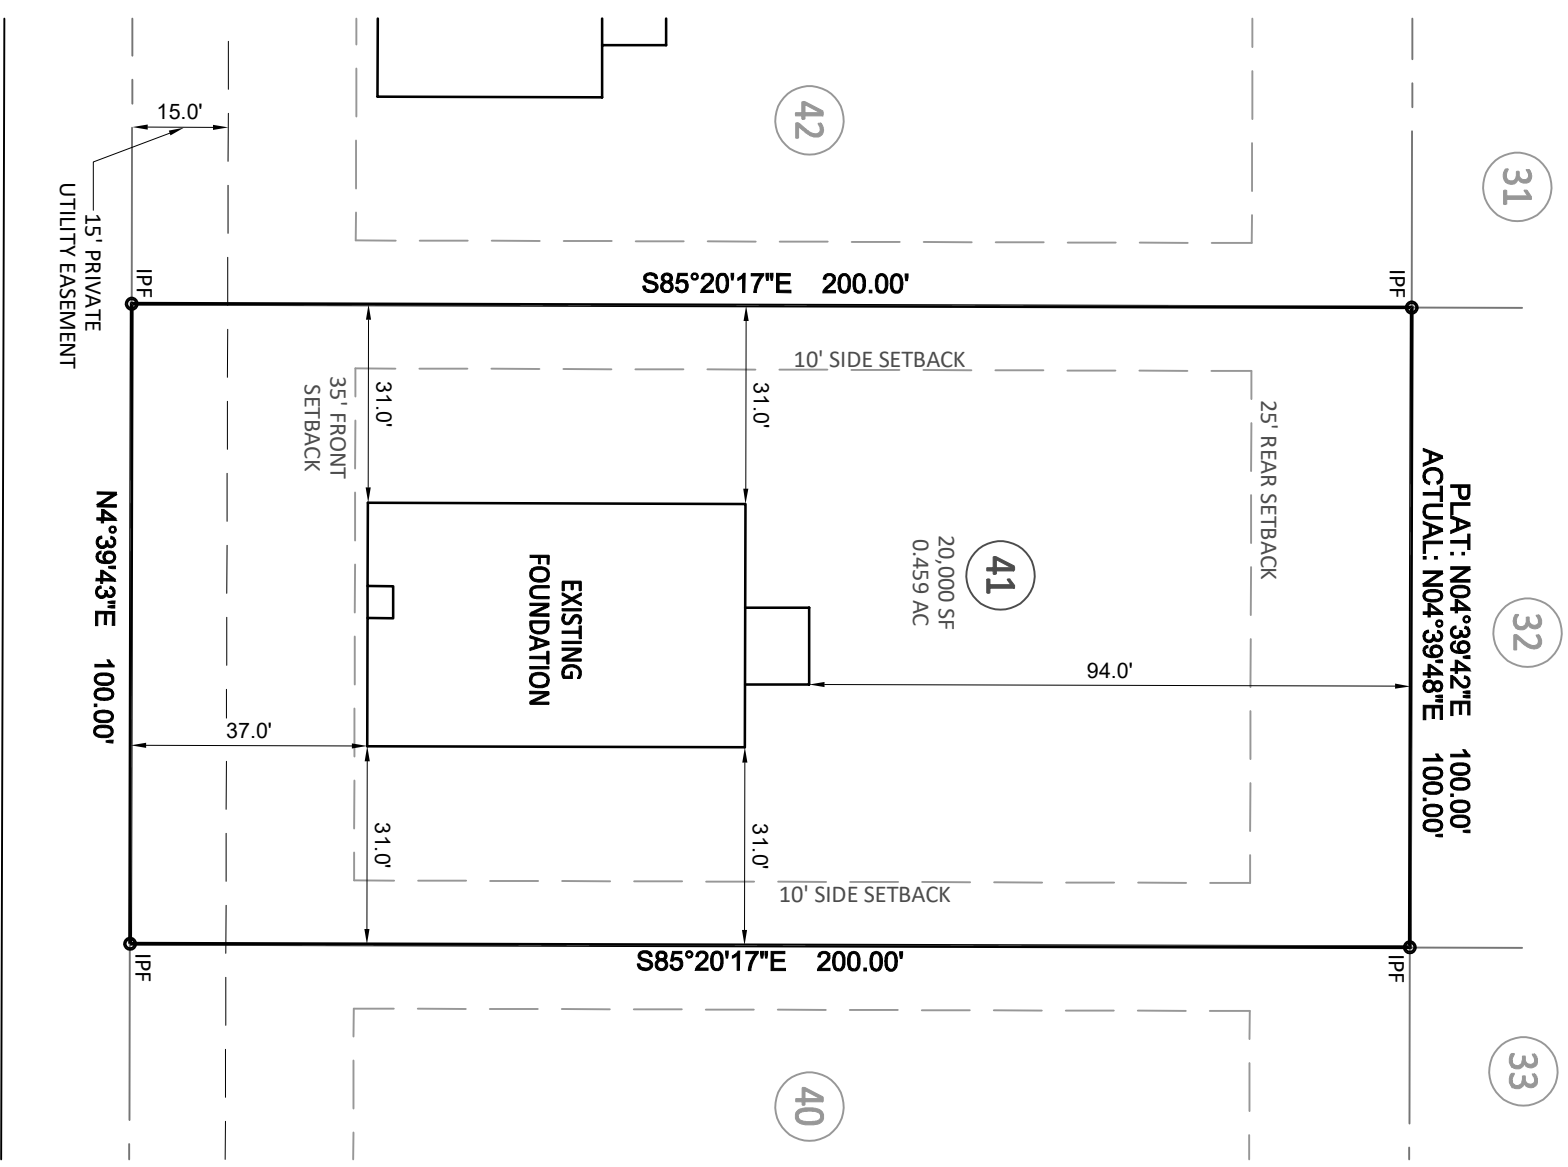 42
31
15.0'
15' PRIVATE
UTILITY EASEMENT
IPF
IPF
S85°20'17"E 200.00'
10' SIDE SETBACK
35' FRONT
SETBACK
31.0'
31.0'
25' REAR SETBACK
PLAT: N04°39'42"E 100.00'
ACTUAL: N04°39'48"E 100.00'
41
20,000 SF
0.459 AC
32
EXISTING
FOUNDATION
N4°39'43"E 100.00'
94.0'
37.0'
31.0'
31.0'
10' SIDE SETBACK
S85°20'17"E 200.00'
IPF
IPF
40
33